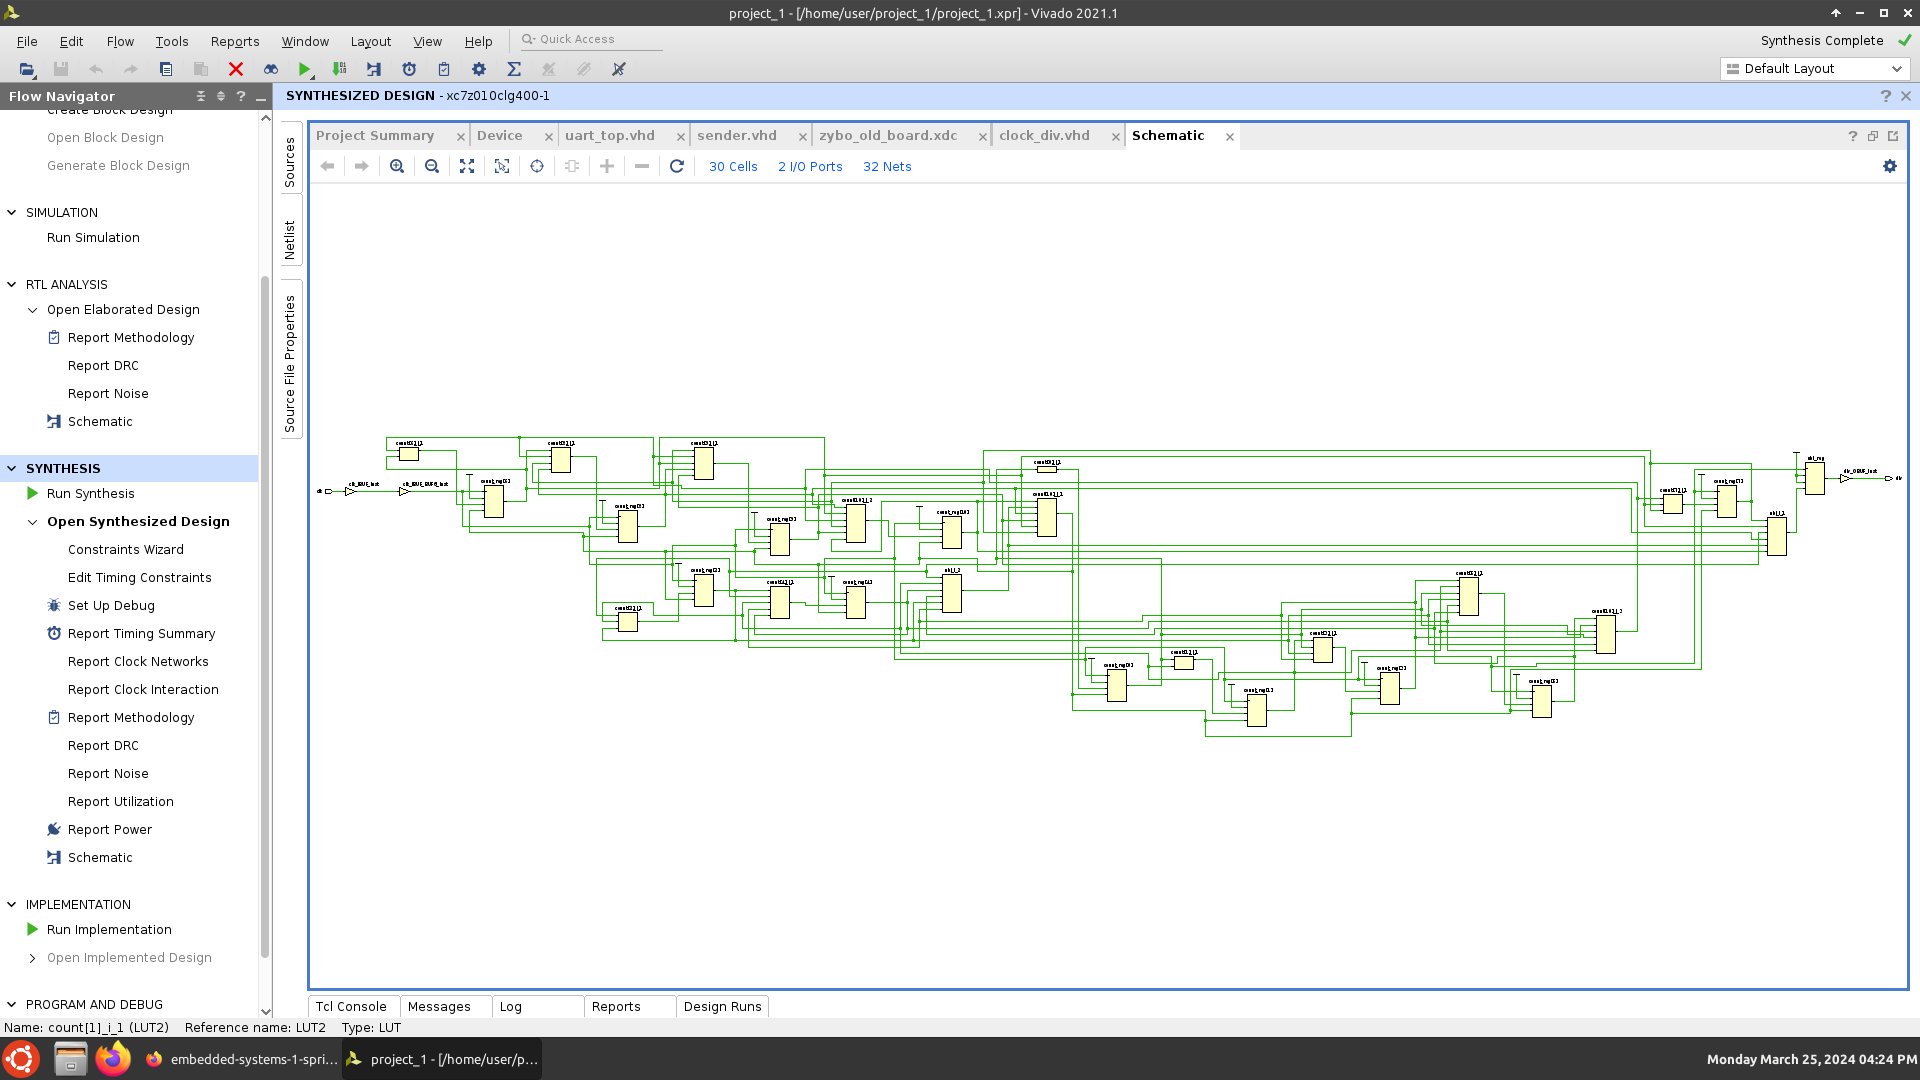 project_1 - [/home/user/project_1/project_1.xpr] - Vivado 2021.1
File Edit Flow Tools Reports Window Layout View Help Quick Access Synthesis Complete
Default Layout
Flow Navigator
SYNTHESIZED DESIGN - xc7z010clg400-1
Create Block Design
Open Block Design
Generate Block Design
SIMULATION
Run Simulation
RTL ANALYSIS
Open Elaborated Design
Report Methodology
Report DRC
Report Noise
Schematic
SYNTHESIS
Run Synthesis
Open Synthesized Design
Constraints Wizard
Edit Timing Constraints
Set Up Debug
Report Timing Summary
Report Clock Networks
Report Clock Interaction
Report Methodology
Report DRC
Report Noise
Report Utilization
Report Power
Schematic
IMPLEMENTATION
Run Implementation
Open Implemented Design
PROGRAM AND DEBUG
Sources
Netlist
Source File Properties
Project Summary Device uart_top.vhd sender.vhd zybo_old_board.xdc clock_div.vhd Schematic
30 Cells 2 I/O Ports 32 Nets
Tcl Console Messages Log Reports Design Runs
Name: count[1]_i_1 (LUT2) Reference name: LUT2 Type: LUT
embedded-systems-1-spri... project_1 - [/home/user/p... Monday March 25, 2024 04:24 PM